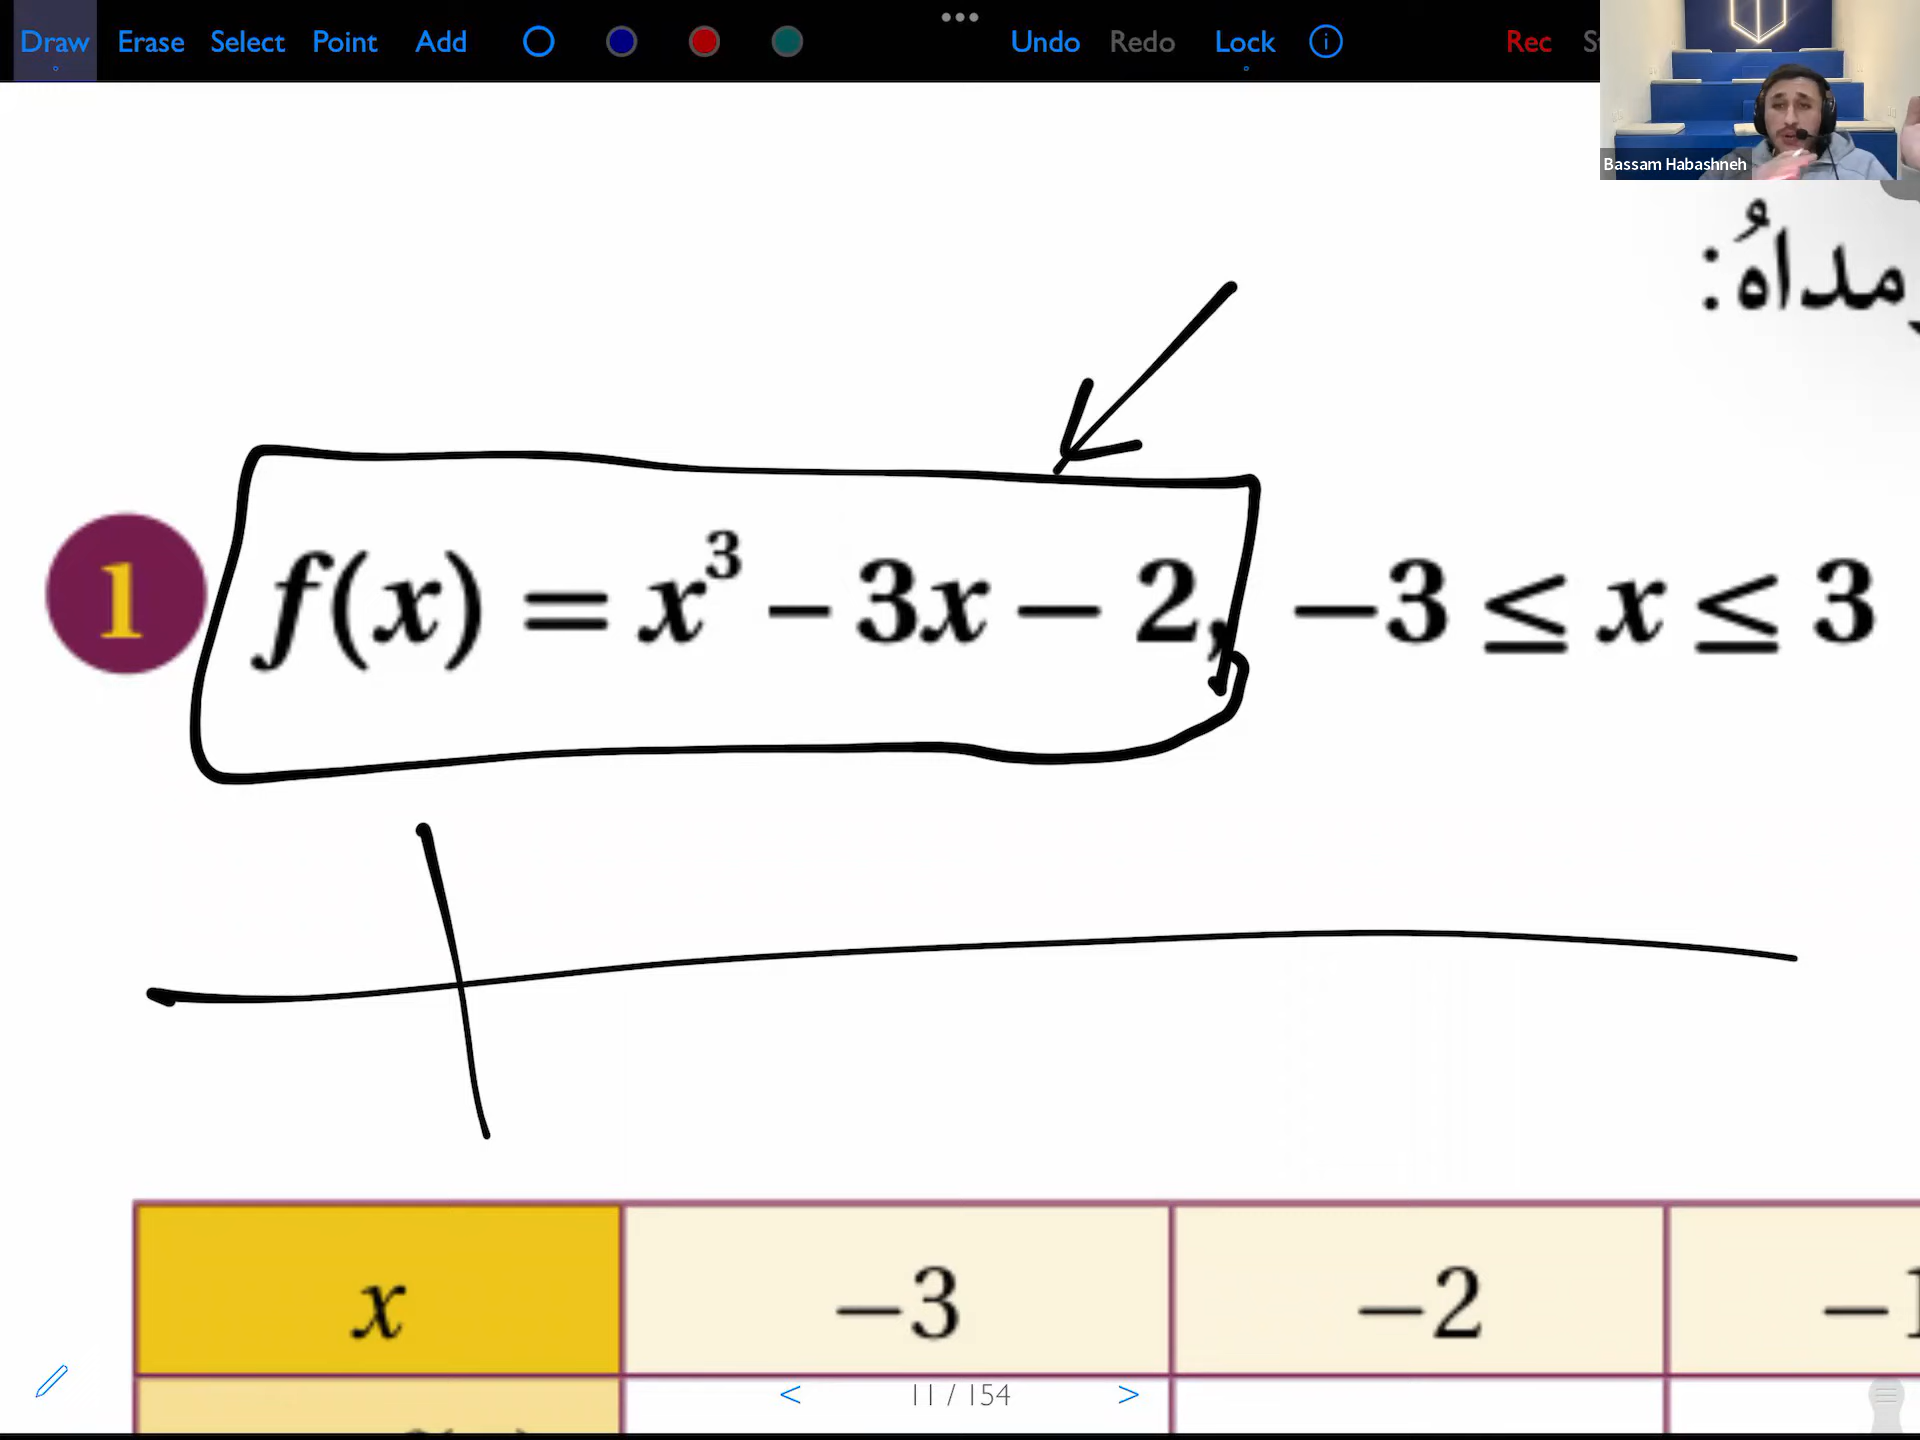 Draw Erase Select Point Add Undo Redo Lock Rec
Bassam Habashneh
مداهُ:
1 f(x) = x³ − 3x − 2, −3 ≤ x ≤ 3
x −3 −2
11 / 154